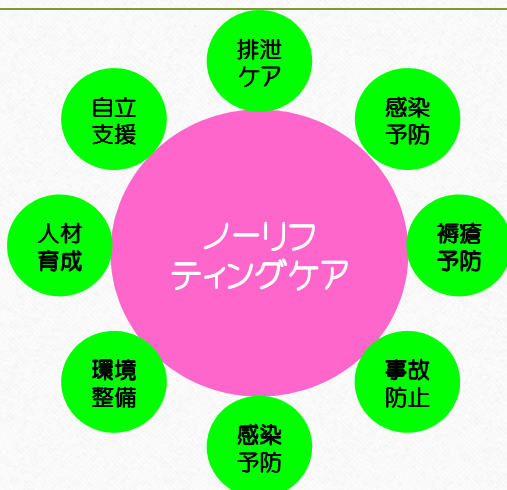 排泄
ケア
自立
支援
感染
予防
人材
育成
ノーリフ
ティングケア
褥瘡
予防
環境
整備
事故
防止
感染
予防